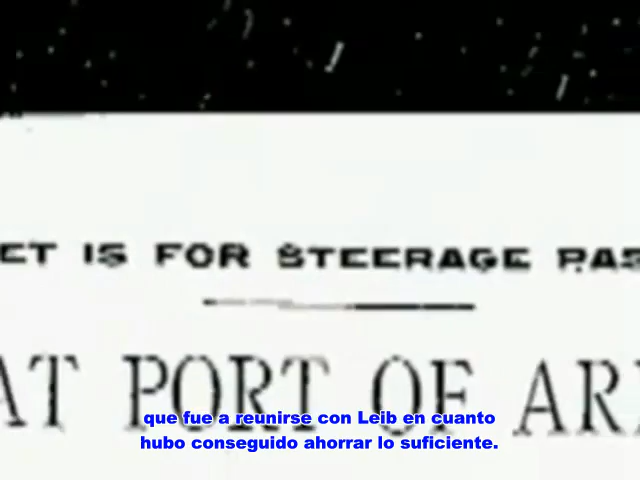 ET IS FOR STEERAGE PAS
AT PORT OF AR
que fue a reunirse con Leib en cuanto
hubo conseguido ahorrar lo suficiente.